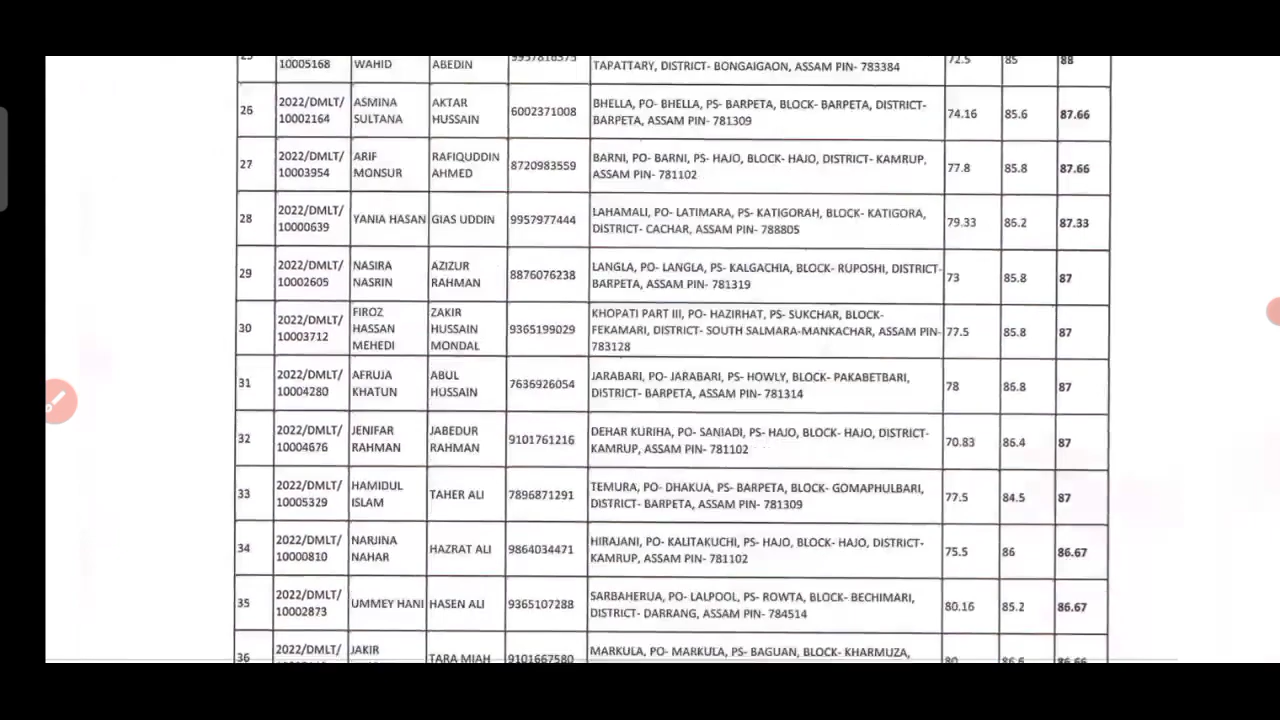 25 10005168 WAHID ABEDIN 9957816375 TAPATTARY, DISTRICT- BONGAIGAON, ASSAM PIN- 783384 72.5 85 88
26 2022/DMLT/ ASMINA AKTAR 6002371008 BHELLA, PO- BHELLA, PS- BARPETA, BLOCK- BARPETA, DISTRICT- 74.16 85.6 87.66
10002164 SULTANA HUSSAIN BARPETA, ASSAM PIN- 781309
27 2022/DMLT/ ARIF RAFIQUDDIN 8720983559 BARNI, PO- BARNI, PS- HAJO, BLOCK- HAJO, DISTRICT- KAMRUP, 77.8 85.8 87.66
10003954 MONSUR AHMED ASSAM PIN- 781102
28 2022/DMLT/ YANIA HASAN GIAS UDDIN 9957977444 LAHAMALI, PO- LATIMARA, PS- KATIGORAH, BLOCK- KATIGORA, 79.33 86.2 87.33
10000639 DISTRICT- CACHAR, ASSAM PIN- 788805
29 2022/DMLT/ NASIRA AZIZUR 8876076238 LANGLA, PO- LANGLA, PS- KALGACHIA, BLOCK- RUPOSHI, DISTRICT- 73 85.8 87
10002605 NASRIN RAHMAN BARPETA, ASSAM PIN- 781319
30 2022/DMLT/ FIROZ ZAKIR 9365199029 KHOPATI PART III, PO- HAZIRHAT, PS- SUKCHAR, BLOCK- 77.5 85.8 87
10003712 HASSAN HUSSAIN FEKAMARI, DISTRICT- SOUTH SALMARA-MANKACHAR, ASSAM PIN-
MEHEDI MONDAL 783128
31 2022/DMLT/ AFRUJA ABUL 7636926054 JARABARI, PO- JARABARI, PS- HOWLY, BLOCK- PAKABETBARI, 78 86.8 87
10004280 KHATUN HUSSAIN DISTRICT- BARPETA, ASSAM PIN- 781314
32 2022/DMLT/ JENIFAR JABEDUR 9101761216 DEHAR KURIHA, PO- SANIADI, PS- HAJO, BLOCK- HAJO, DISTRICT- 70.83 86.4 87
10004676 RAHMAN RAHMAN KAMRUP, ASSAM PIN- 781102
33 2022/DMLT/ HAMIDUL TAHER ALI 7896871291 TEMURA, PO- DHAKUA, PS- BARPETA, BLOCK- GOMAPHULBARI, 77.5 84.5 87
10005329 ISLAM DISTRICT- BARPETA, ASSAM PIN- 781309
34 2022/DMLT/ NARJINA HAZRAT ALI 9864034471 HIRAJANI, PO- KALITAKUCHI, PS- HAJO, BLOCK- HAJO, DISTRICT- 75.5 86 86.67
10000810 NAHAR KAMRUP, ASSAM PIN- 781102
35 2022/DMLT/ UMMEY HANI HASEN ALI 9365107288 SARBAHERUA, PO- LALPOOL, PS- ROWTA, BLOCK- BECHIMARI, 80.16 85.2 86.67
10002873 DISTRICT- DARRANG, ASSAM PIN- 784514
36 2022/DMLT/ JAKIR TARA MIAH 9101667580 MARKULA, PO- MARKULA, PS- BAGUAN, BLOCK- KHARMUZA, 80 86.6 86.66